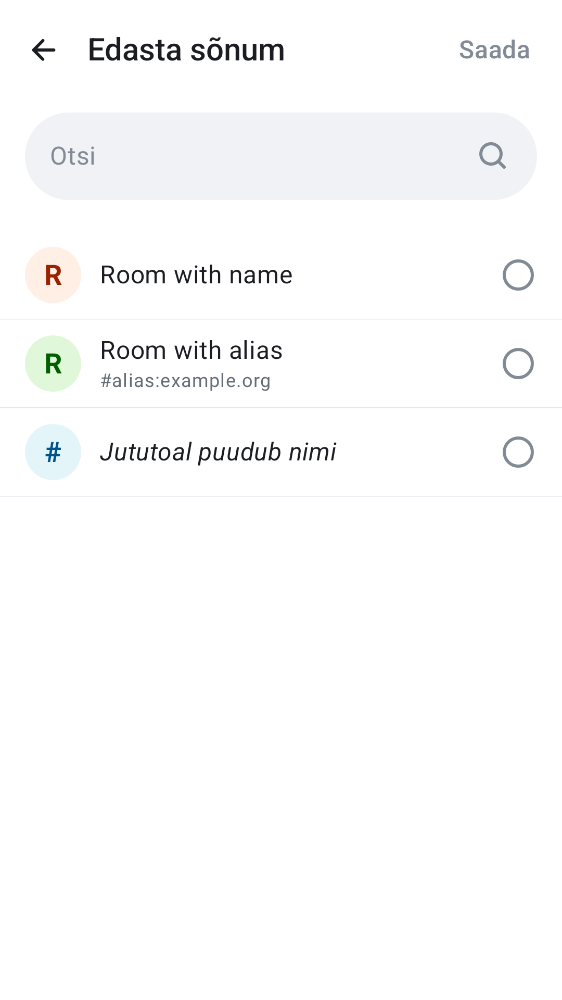 Edasta sõnum
Saada
Otsi
R
Room with name
R
Room with alias
#alias:example.org
#
Jututoal puudub nimi